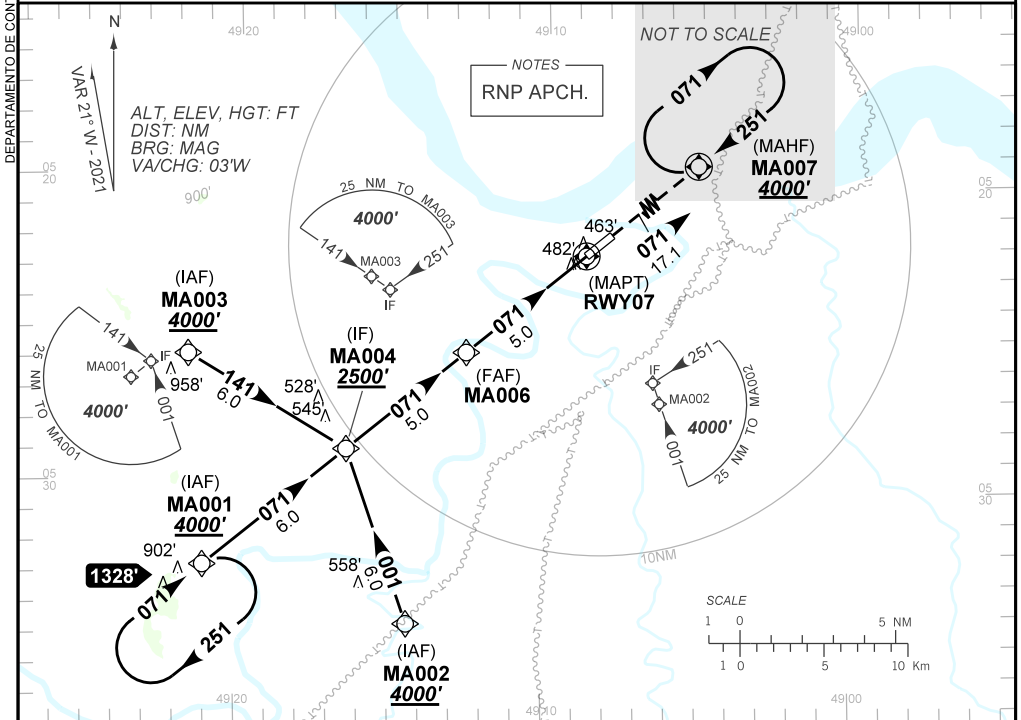 DEPARTAMENTO DE CON
N
VAR 21° W - 2021
ALT, ELEV, HGT: FT
DIST: NM
BRG: MAG
VA/CHG: 03'W
49 20
49 10
49 00
NOT TO SCALE
NOTES
RNP APCH.
071
251
(MAHF)
MA007
4000'
05
20
05
20
900'
25 NM TO MA003
4000'
141
251
MA003
IF
463'
482'
071
17.1
(MAPT)
RWY07
(IAF)
MA003
4000'
(IF)
MA004
2500'
071
5.0
(FAF)
MA006
071
5.0
141
IF
MA001
001
4000'
25 NM TO MA001
958'
141
6.0
528'
545
251
IF
MA002
001
4000'
25 NM TO MA002
(IAF)
MA001
4000'
071
6.0
05
30
05
30
902'
1328'
071
251
558'
001
6.0
10NM
(IAF)
MA002
4000'
SCALE
1 0 5 NM
1 0 5 10 Km
49 20
49 10
49 00